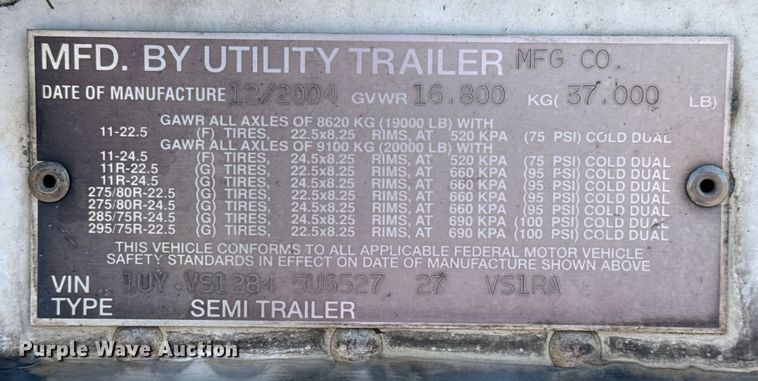 MFD. BY UTILITY TRAILER MFG CO.
DATE OF MANUFACTURE 12/2004 GVWR 16.800 KG( 37.000 LB)
GAWR ALL AXLES OF 8620 KG (19000 LB) WITH
11-22.5 (F) TIRES, 22.5x8.25 RIMS, AT 520 KPA (75 PSI) COLD DUAL
GAWR ALL AXLES OF 9100 KG (20000 LB) WITH
11-24.5 (F) TIRES, 24.5x8.25 RIMS, AT 520 KPA (75 PSI) COLD DUAL
11R-22.5 (G) TIRES, 22.5x8.25 RIMS, AT 660 KPA (95 PSI) COLD DUAL
11R-24.5 (G) TIRES, 24.5x8.25 RIMS, AT 660 KPA (95 PSI) COLD DUAL
275/80R-22.5 (G) TIRES, 22.5x8.25 RIMS, AT 660 KPA (95 PSI) COLD DUAL
275/80R-24.5 (G) TIRES, 24.5x8.25 RIMS, AT 660 KPA (95 PSI) COLD DUAL
285/75R-24.5 (G) TIRES, 24.5x8.25 RIMS, AT 690 KPA (100 PSI) COLD DUAL
295/75R-22.5 (G) TIRES, 22.5x8.25 RIMS, AT 690 KPA (100 PSI) COLD DUAL
THIS VEHICLE CONFORMS TO ALL APPLICABLE FEDERAL MOTOR VEHICLE
SAFETY STANDARDS IN EFFECT ON DATE OF MANUFACTURE SHOWN ABOVE
VIN 1UY VS1284 5U6527 27 VS1RA
TYPE SEMI TRAILER
Purple Wave Auction